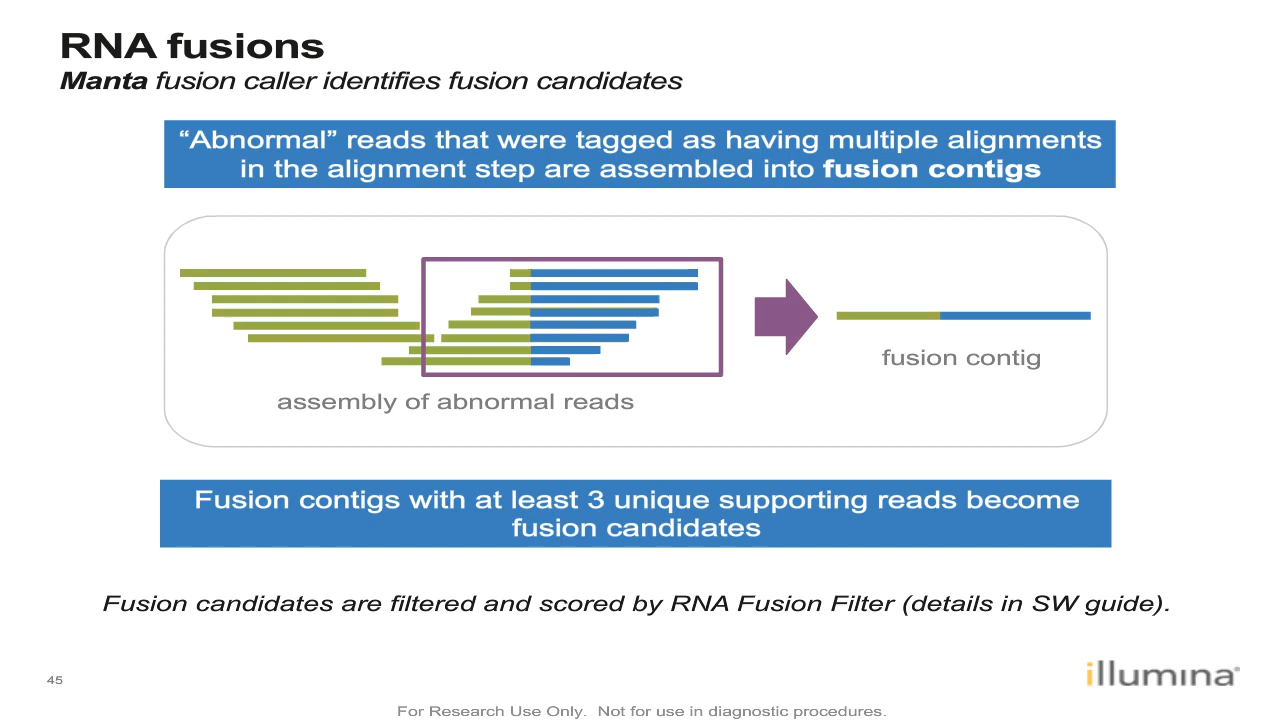 RNA fusions
Manta fusion caller identifies fusion candidates
“Abnormal” reads that were tagged as having multiple alignments
in the alignment step are assembled into fusion contigs
assembly of abnormal reads
fusion contig
Fusion contigs with at least 3 unique supporting reads become
fusion candidates
Fusion candidates are filtered and scored by RNA Fusion Filter (details in SW guide).
45
illumina®
For Research Use Only. Not for use in diagnostic procedures.